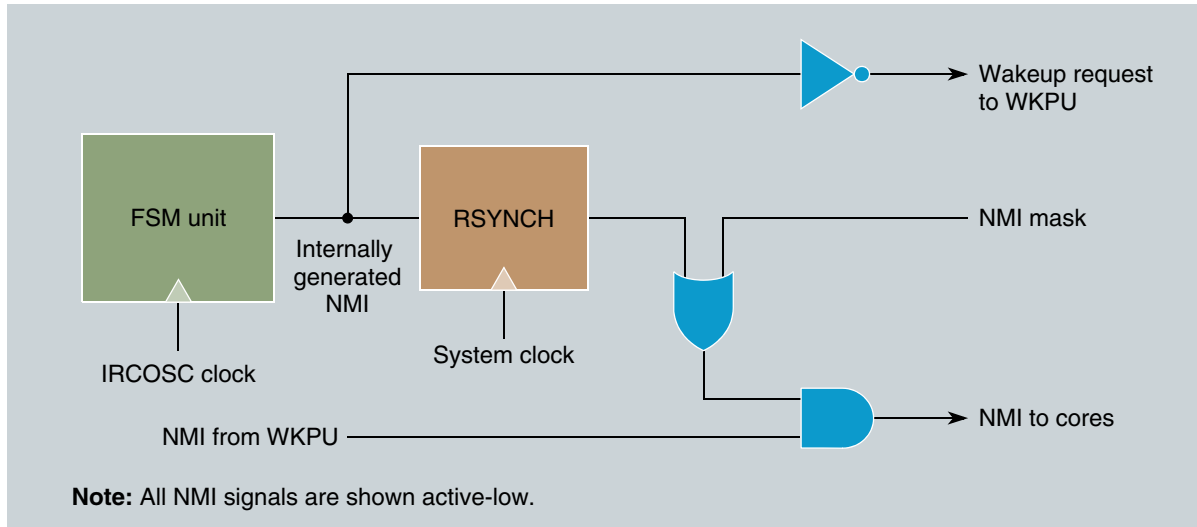 Wakeup request
to WKPU
FSM unit
RSYNCH
NMI mask
Internally
generated
NMI
System clock
IRCOSC clock
NMI from WKPU
NMI to cores
Note: All NMI signals are shown active-low.